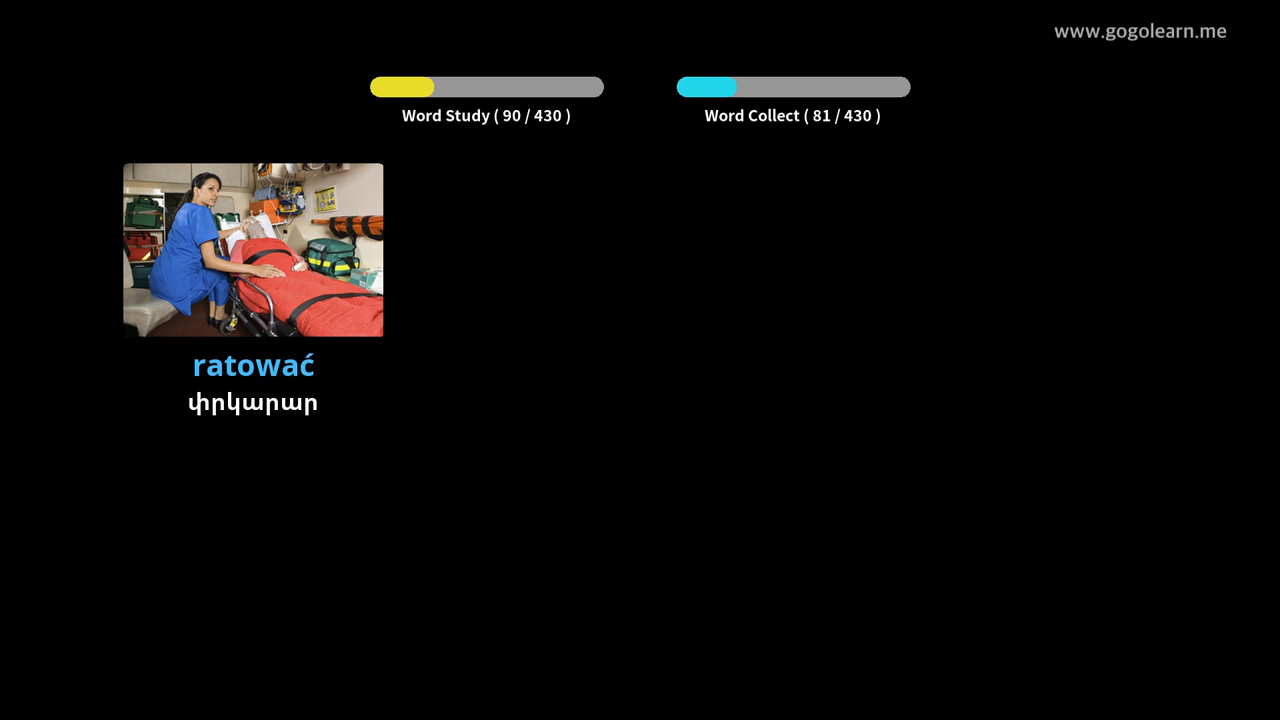 www.gogolearn.me
Word Study ( 90 / 430 )
Word Collect ( 81 / 430 )
ratować
փրկարար